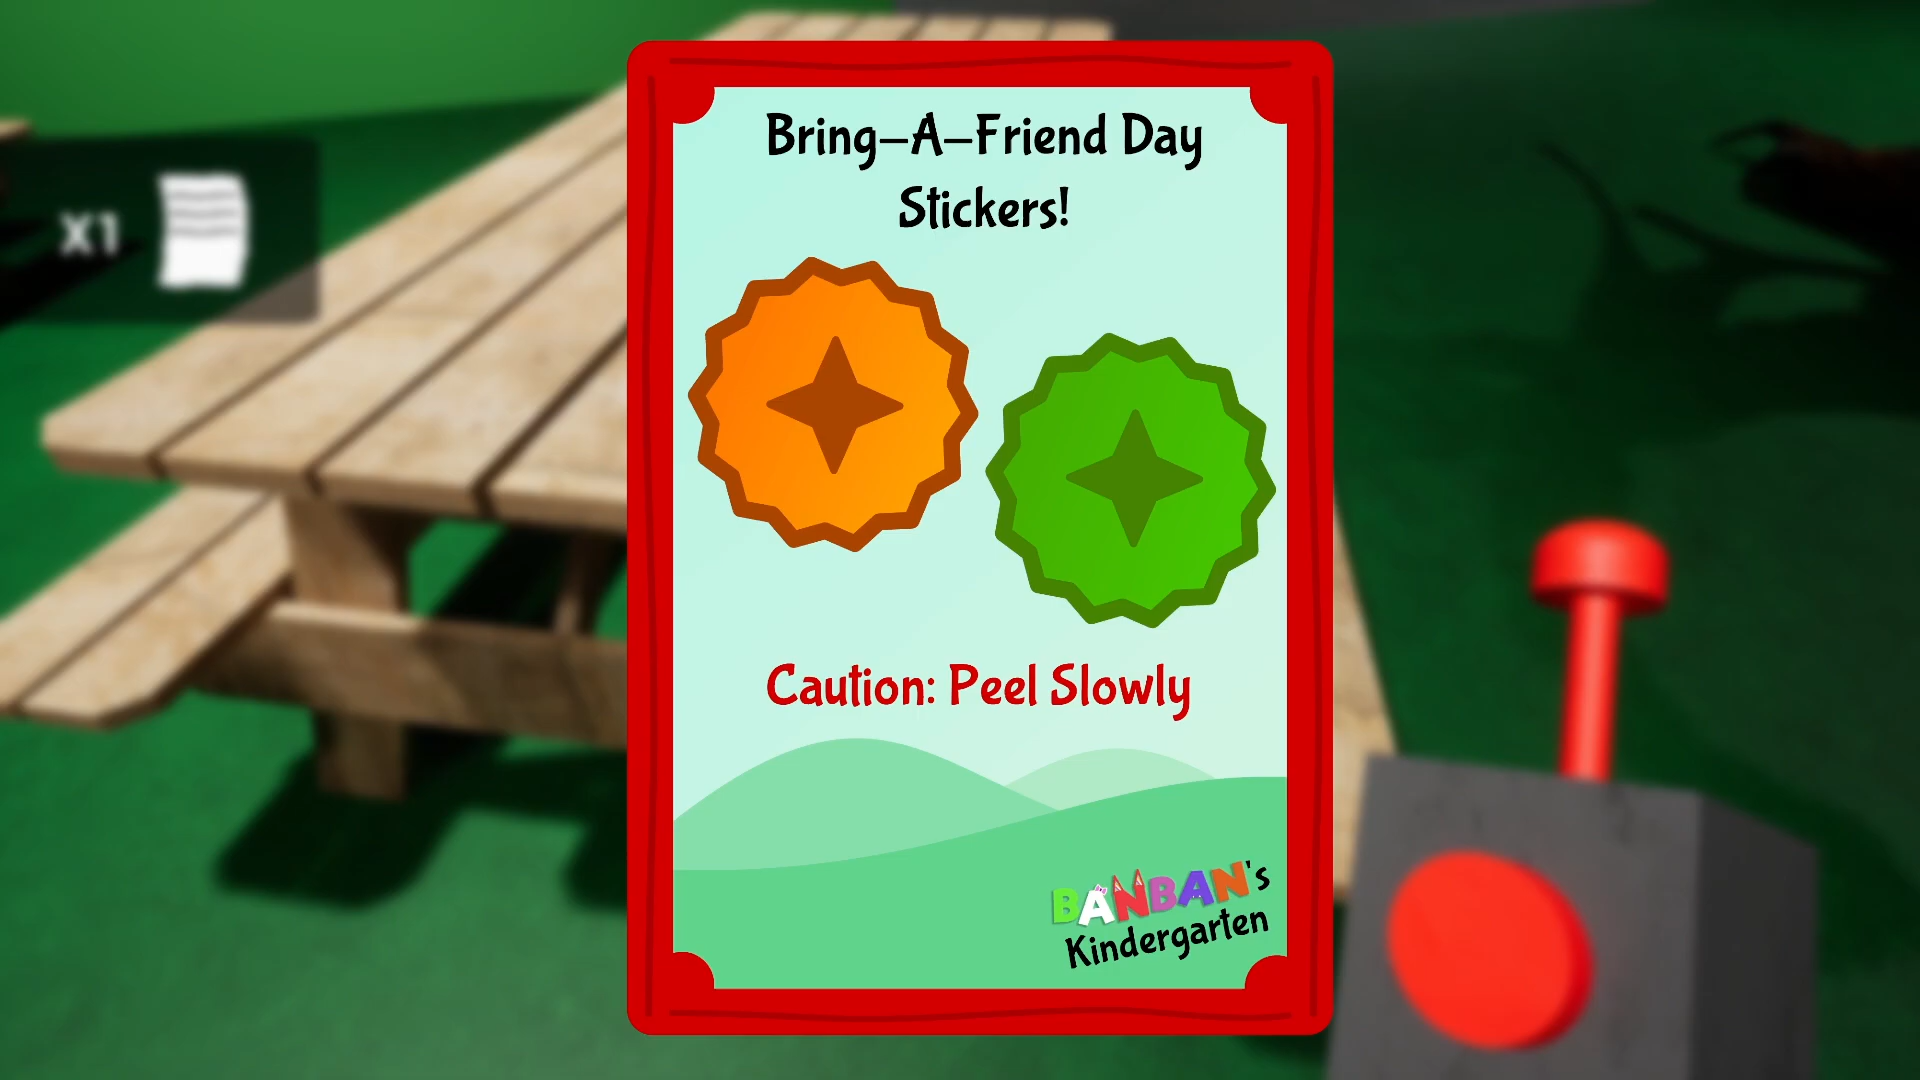 Bring-A-Friend Day
Stickers!
X1
Caution: Peel Slowly
BANBAN's
Kindergarten